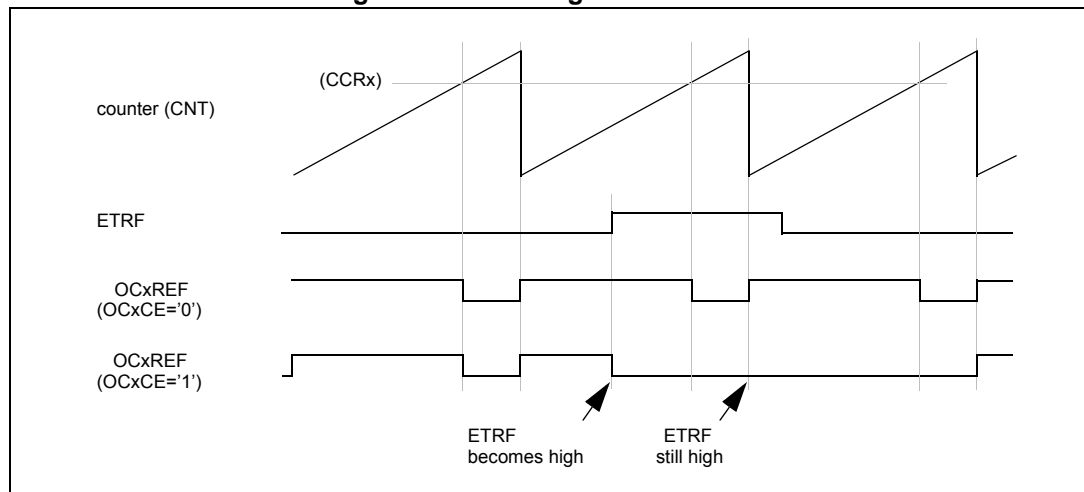 (CCRx)
counter (CNT)
ETRF
OCxREF
(OCxCE='0')
OCxREF
(OCxCE='1')
ETRF
becomes high
ETRF
still high